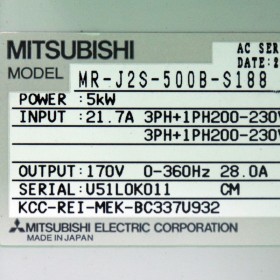 MITSUBISHI AC SER
MODEL MR-J2S-500B-S188 DATE:2
POWER :5kW
INPUT :21.7A 3PH+1PH200-230V
3PH+1PH200-230V
OUTPUT:170V 0-360Hz 28.0A
SERIAL:U51L0K011 CM
KCC-REI-MEK-BC337U932
MITSUBISHI ELECTRIC CORPORATION
MADE IN JAPAN